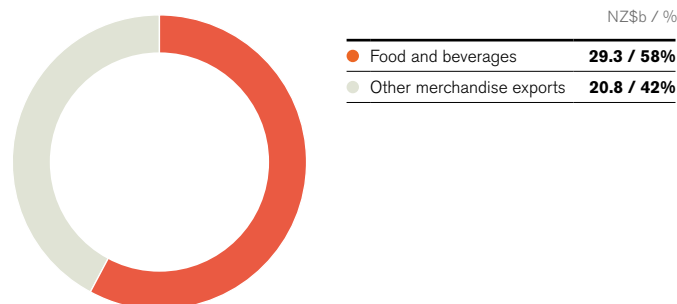 NZ$b / %
Food and beverages 29.3 / 58%
Other merchandise exports 20.8 / 42%